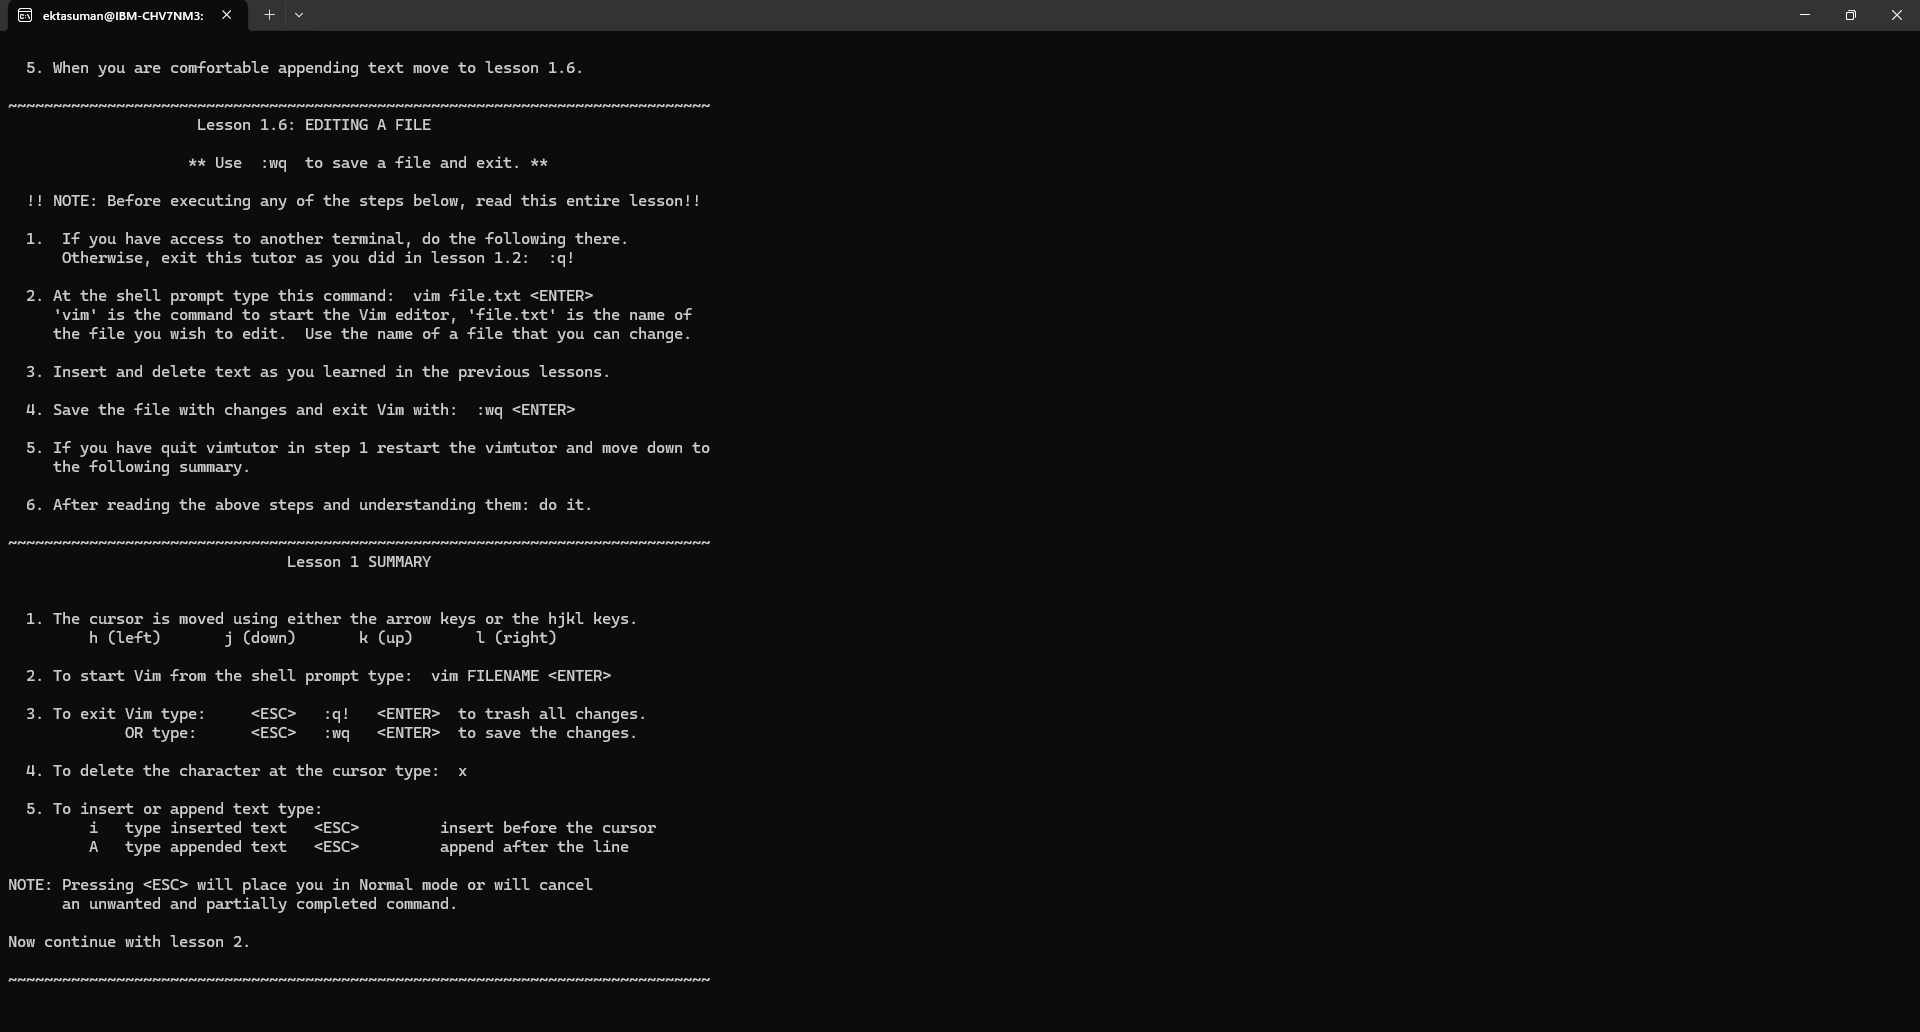 ektasuman@IBM-CHV7NM3:
5. When you are comfortable appending text move to lesson 1.6.
~~~~~~~~~~~~~~~~~~~~~~~~~~~~~~~~~~~~~~~~~~~~~~~~~~~~~~~~~~~~~~~~~~~~~~~~~~~~~~
Lesson 1.6: EDITING A FILE
** Use  :wq  to save a file and exit. **
!! NOTE: Before executing any of the steps below, read this entire lesson!!
1.  If you have access to another terminal, do the following there.
Otherwise, exit this tutor as you did in lesson 1.2:  :q!
2. At the shell prompt type this command:  vim file.txt <ENTER>
'vim' is the command to start the Vim editor, 'file.txt' is the name of
the file you wish to edit.  Use the name of a file that you can change.
3. Insert and delete text as you learned in the previous lessons.
4. Save the file with changes and exit Vim with:  :wq <ENTER>
5. If you have quit vimtutor in step 1 restart the vimtutor and move down to
the following summary.
6. After reading the above steps and understanding them: do it.
~~~~~~~~~~~~~~~~~~~~~~~~~~~~~~~~~~~~~~~~~~~~~~~~~~~~~~~~~~~~~~~~~~~~~~~~~~~~~~
Lesson 1 SUMMARY
1. The cursor is moved using either the arrow keys or the hjkl keys.
h (left)       j (down)       k (up)       l (right)
2. To start Vim from the shell prompt type:  vim FILENAME <ENTER>
3. To exit Vim type:     <ESC>   :q!   <ENTER>  to trash all changes.
OR type:      <ESC>   :wq   <ENTER>  to save the changes.
4. To delete the character at the cursor type:  x
5. To insert or append text type:
i   type inserted text   <ESC>         insert before the cursor
A   type appended text   <ESC>         append after the line
NOTE: Pressing <ESC> will place you in Normal mode or will cancel
an unwanted and partially completed command.
Now continue with lesson 2.
~~~~~~~~~~~~~~~~~~~~~~~~~~~~~~~~~~~~~~~~~~~~~~~~~~~~~~~~~~~~~~~~~~~~~~~~~~~~~~